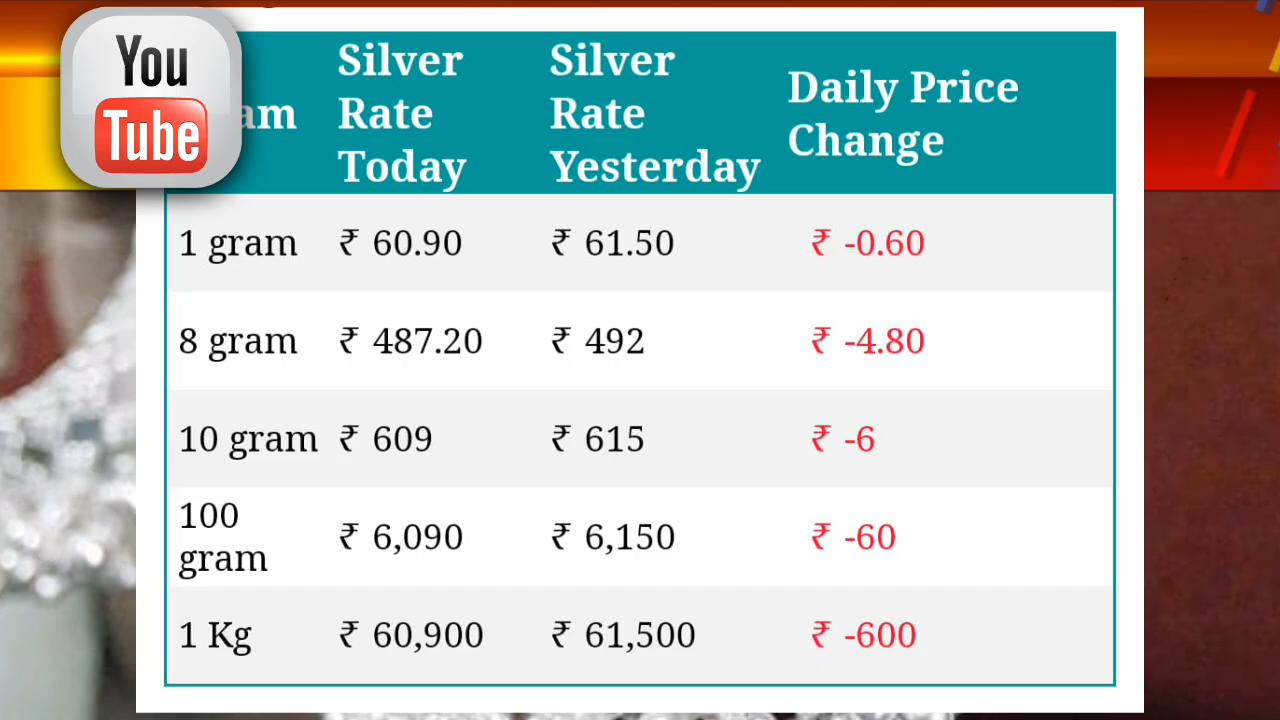 You
Tube
am
Silver
Rate
Today
Silver
Rate
Yesterday
Daily Price
Change
1 gram ₹ 60.90 ₹ 61.50 ₹ -0.60
8 gram ₹ 487.20 ₹ 492 ₹ -4.80
10 gram ₹ 609 ₹ 615 ₹ -6
100
gram ₹ 6,090 ₹ 6,150 ₹ -60
1 Kg ₹ 60,900 ₹ 61,500 ₹ -600